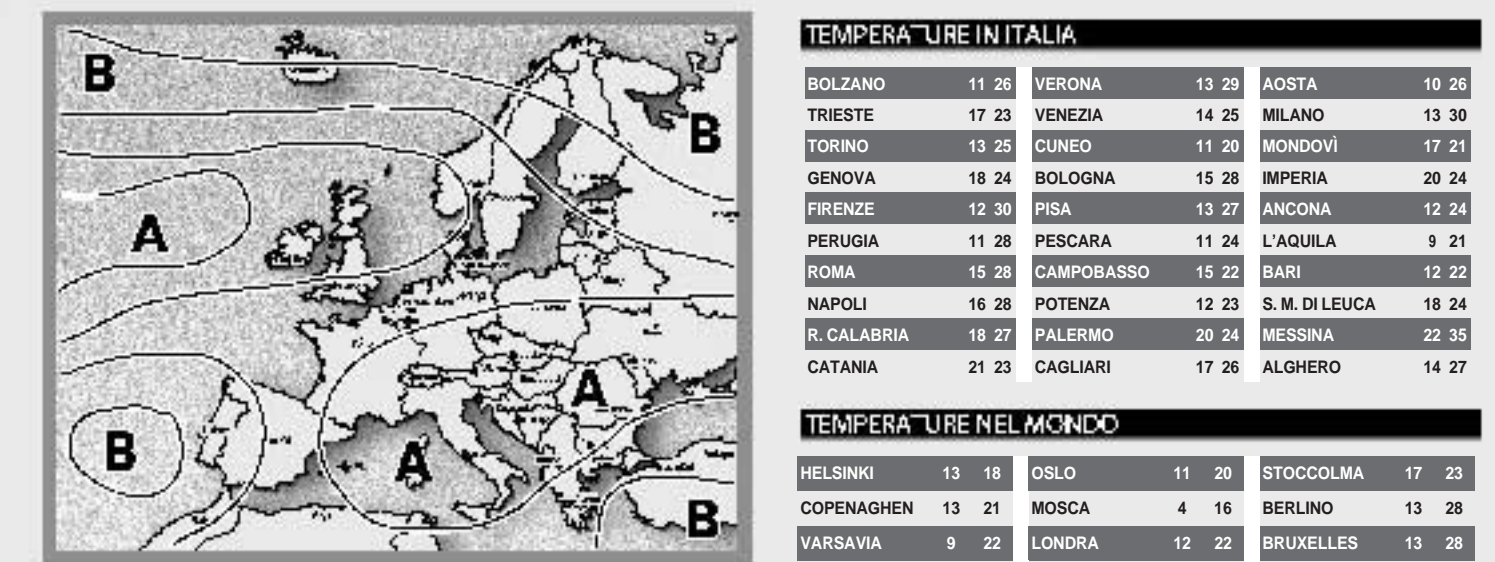 B
B
A
B
A
A
B
TEMPERATURE IN ITALIA
BOLZANO 11 26 VERONA 13 29 AOSTA 10 26
TRIESTE 17 23 VENEZIA 14 25 MILANO 13 30
TORINO 13 25 CUNEO 11 20 MONDOVÌ 17 21
GENOVA 18 24 BOLOGNA 15 28 IMPERIA 20 24
FIRENZE 12 30 PISA 13 27 ANCONA 12 24
PERUGIA 11 28 PESCARA 11 24 L'AQUILA 9 21
ROMA 15 28 CAMPOBASSO 15 22 BARI 12 22
NAPOLI 16 28 POTENZA 12 23 S. M. DI LEUCA 18 24
R. CALABRIA 18 27 PALERMO 20 24 MESSINA 22 35
CATANIA 21 23 CAGLIARI 17 26 ALGHERO 14 27
TEMPERATURE NEL MONDO
HELSINKI 13 18 OSLO 11 20 STOCCOLMA 17 23
COPENAGHEN 13 21 MOSCA 4 16 BERLINO 13 28
VARSAVIA 9 22 LONDRA 12 22 BRUXELLES 13 28